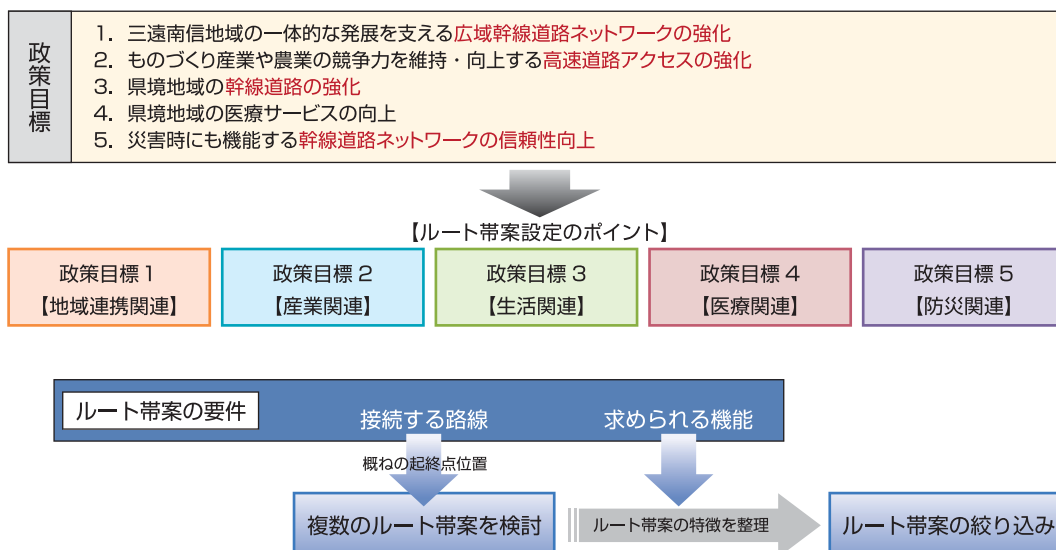 政策目標
1. 三遠南信地域の一体的な発展を支える広域幹線道路ネットワークの強化
2. ものづくり産業や農業の競争力を維持・向上する高速道路アクセスの強化
3. 県境地域の幹線道路の強化
4. 県境地域の医療サービスの向上
5. 災害時にも機能する幹線道路ネットワークの信頼性向上
【ルート帯案設定のポイント】
政策目標1
【地域連携関連】
政策目標2
【産業関連】
政策目標3
【生活関連】
政策目標4
【医療関連】
政策目標5
【防災関連】
ルート帯案の要件
接続する路線
求められる機能
概ねの起終点位置
複数のルート帯案を検討
ルート帯案の特徴を整理
ルート帯案の絞り込み